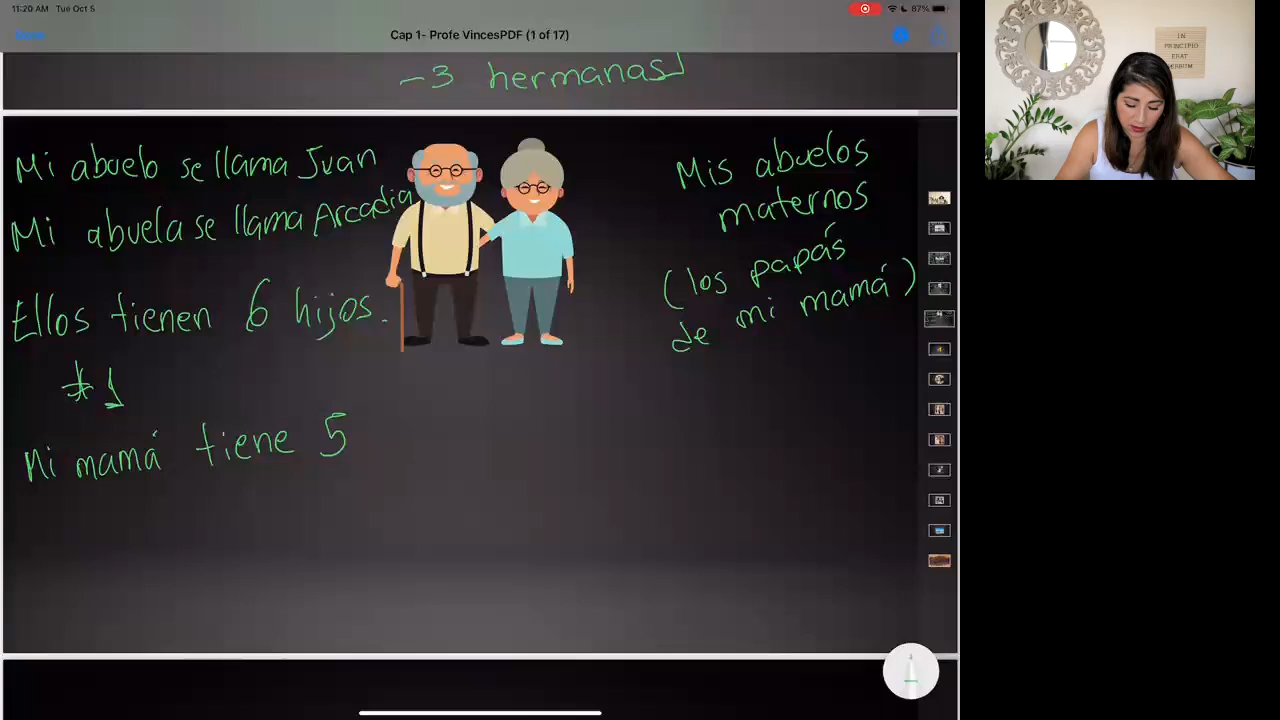 11:20 AM Tue Oct 5
87%
Cap 1- Profe VincesPDF (1 of 17)
-3 hermanas
Mi abuelo se llama Juan
Mi abuela se llama Arcadia
Ellos tienen 6 hijos.
*1
Mi mamá tiene 5
Mis abuelos
maternos
(los papás
de mi mamá)
IN
PRINCIPIO
ERAT
VERBUM